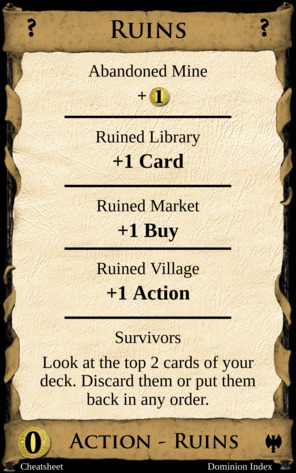 ? RUINS ?
Abandoned Mine
+ 1
Ruined Library
+1 Card
Ruined Market
+1 Buy
Ruined Village
+1 Action
Survivors
Look at the top 2 cards of your
deck. Discard them or put them
back in any order.
0 ACTION - RUINS
Cheatsheet Dominion Index